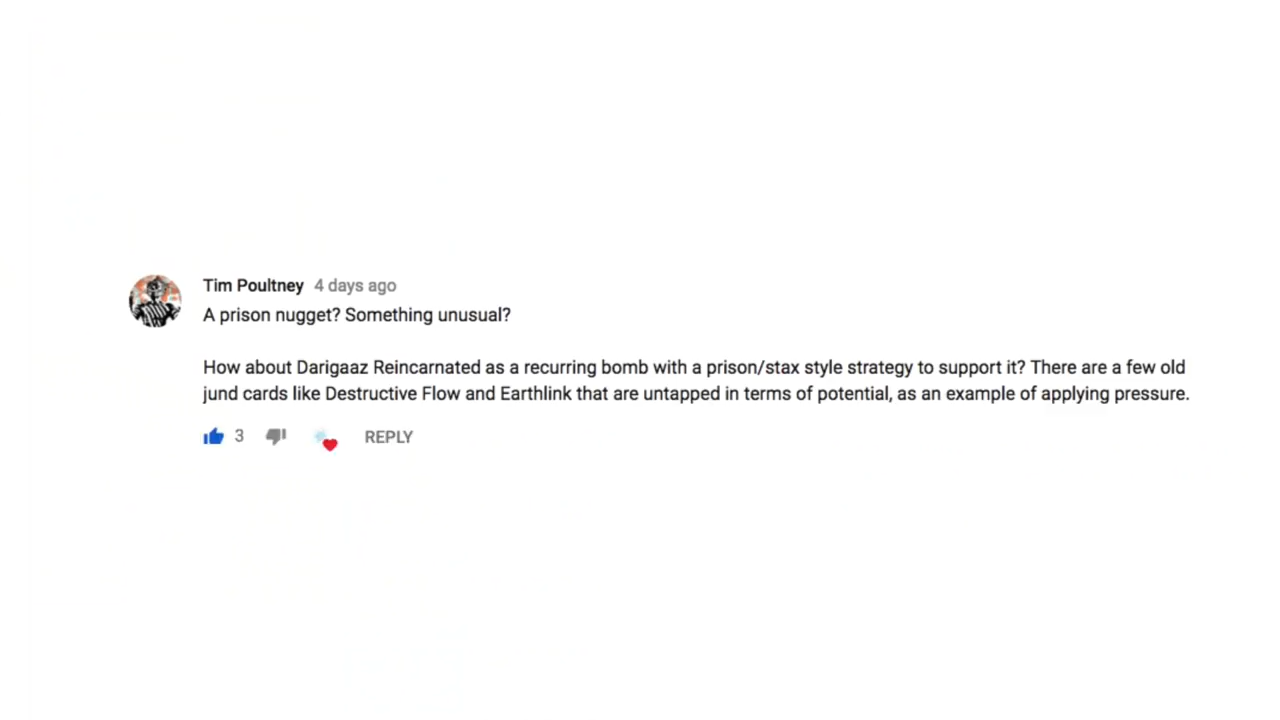 Tim Poultney 4 days ago
A prison nugget? Something unusual?
How about Darigaaz Reincarnated as a recurring bomb with a prison/stax style strategy to support it? There are a few old
jund cards like Destructive Flow and Earthlink that are untapped in terms of potential, as an example of applying pressure.
3 REPLY